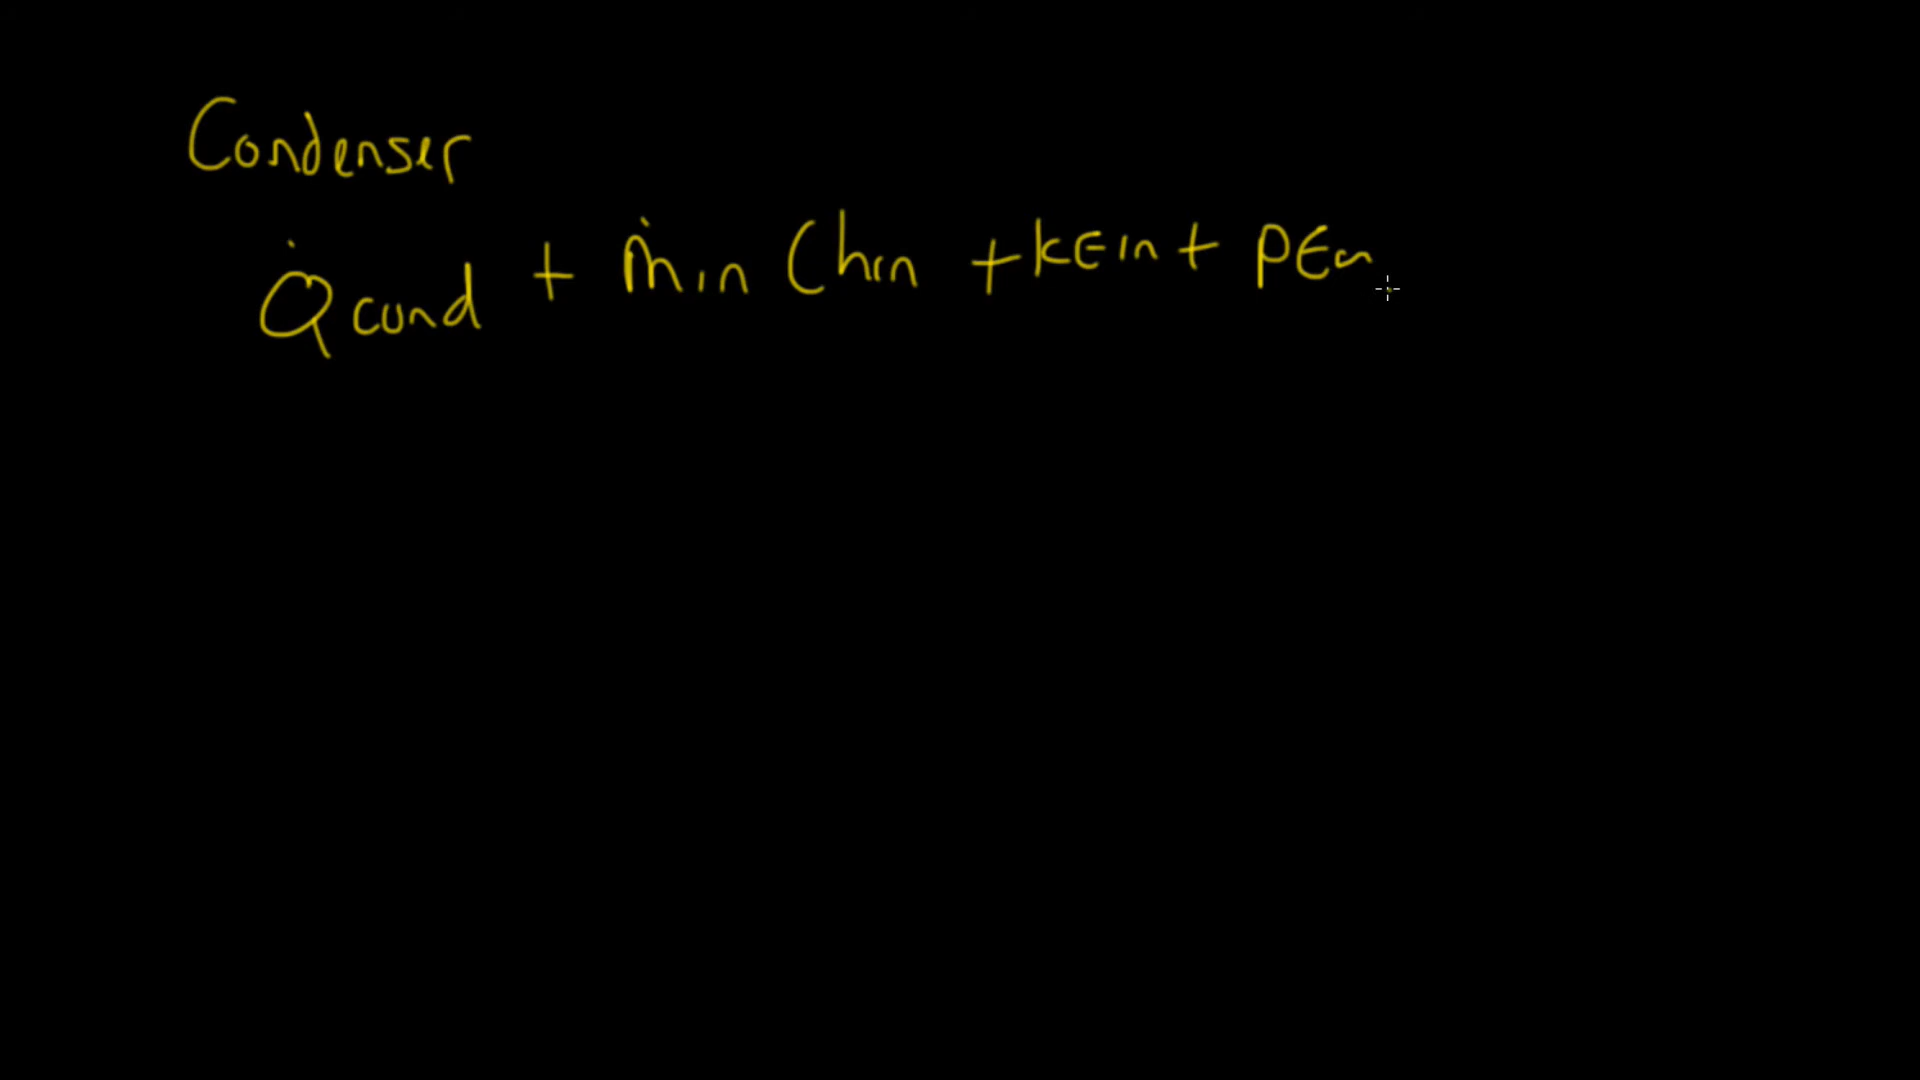 Condenser
Q̇cond + ṁin (hin + KEin + PEin